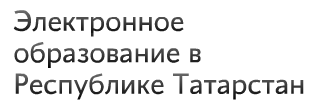 Электронное
образование в
Республике Татарстан